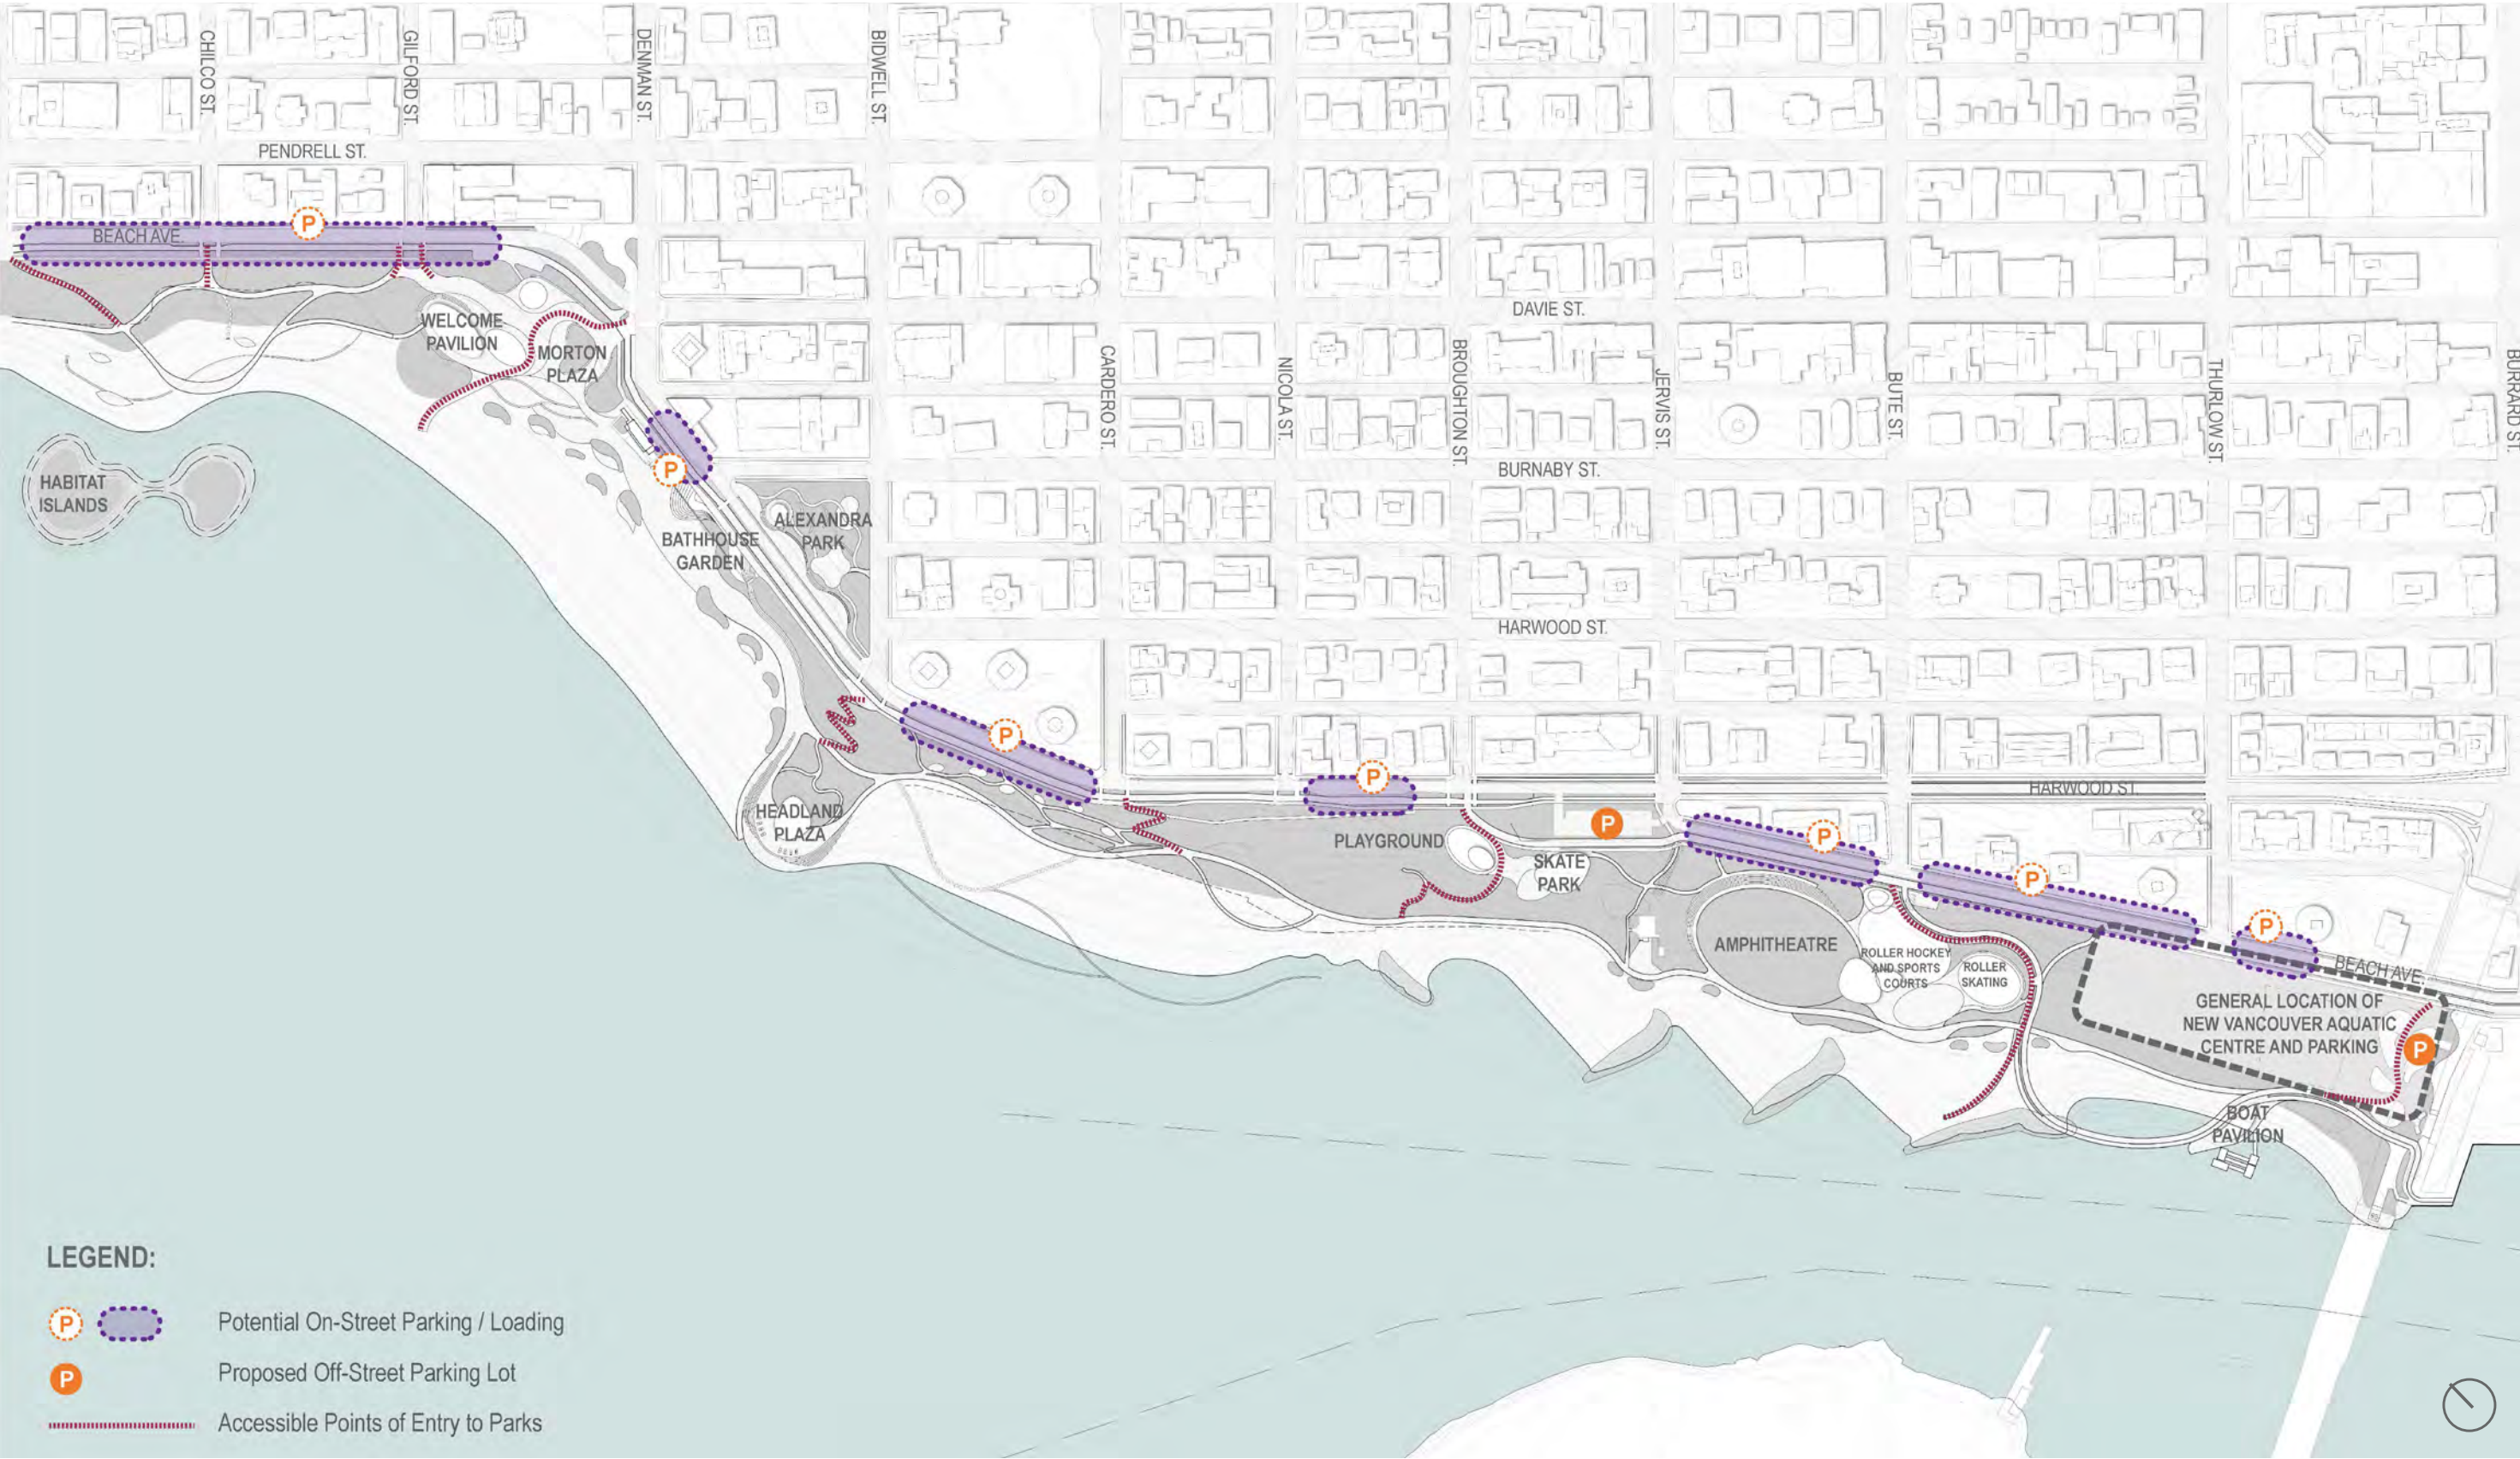 CHILCO ST.
GILFORD ST.
DENMAN ST.
BIDWELL ST.
PENDRELL ST.
P
BEACH AVE.
WELCOME
PAVILION
MORTON
PLAZA
DAVIE ST.
CARDERO ST.
NICOLA ST.
BROUGHTON ST.
JERVIS ST.
BUTE ST.
THURLOW ST.
BURRARD ST.
P
BURNABY ST.
HABITAT
ISLANDS
ALEXANDRA
PARK
BATHHOUSE
GARDEN
HARWOOD ST.
P
P
HARWOOD ST.
HEADLAND
PLAZA
PLAYGROUND
P
P
SKATE
PARK
P
P
AMPHITHEATRE
ROLLER HOCKEY
AND SPORTS
COURTS
ROLLER
SKATING
BEACH AVE.
GENERAL LOCATION OF
NEW VANCOUVER AQUATIC
CENTRE AND PARKING
P
BOAT
PAVILION
LEGEND:
P Potential On-Street Parking / Loading
P Proposed Off-Street Parking Lot
Accessible Points of Entry to Parks